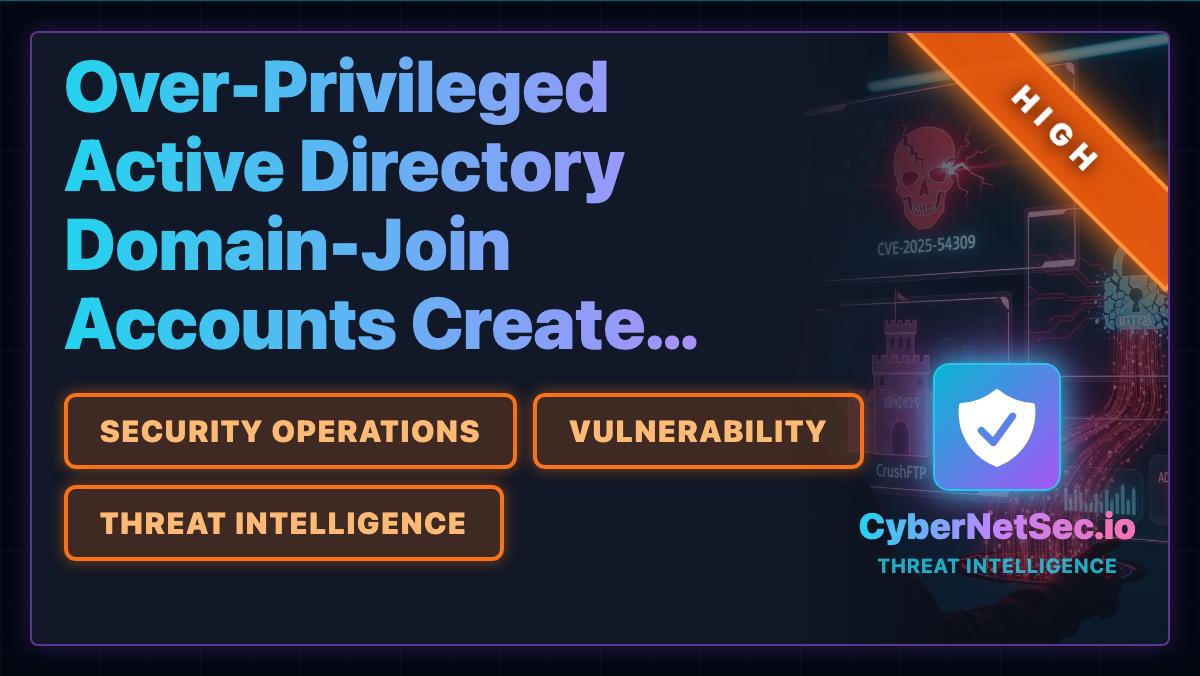 Over-Privileged
Active Directory
Domain-Join
Accounts Create...
HIGH
CVE-2025-54309
HTTPS
CrushFTP
SECURITY OPERATIONS
VULNERABILITY
THREAT INTELLIGENCE
CyberNetSec.io
THREAT INTELLIGENCE